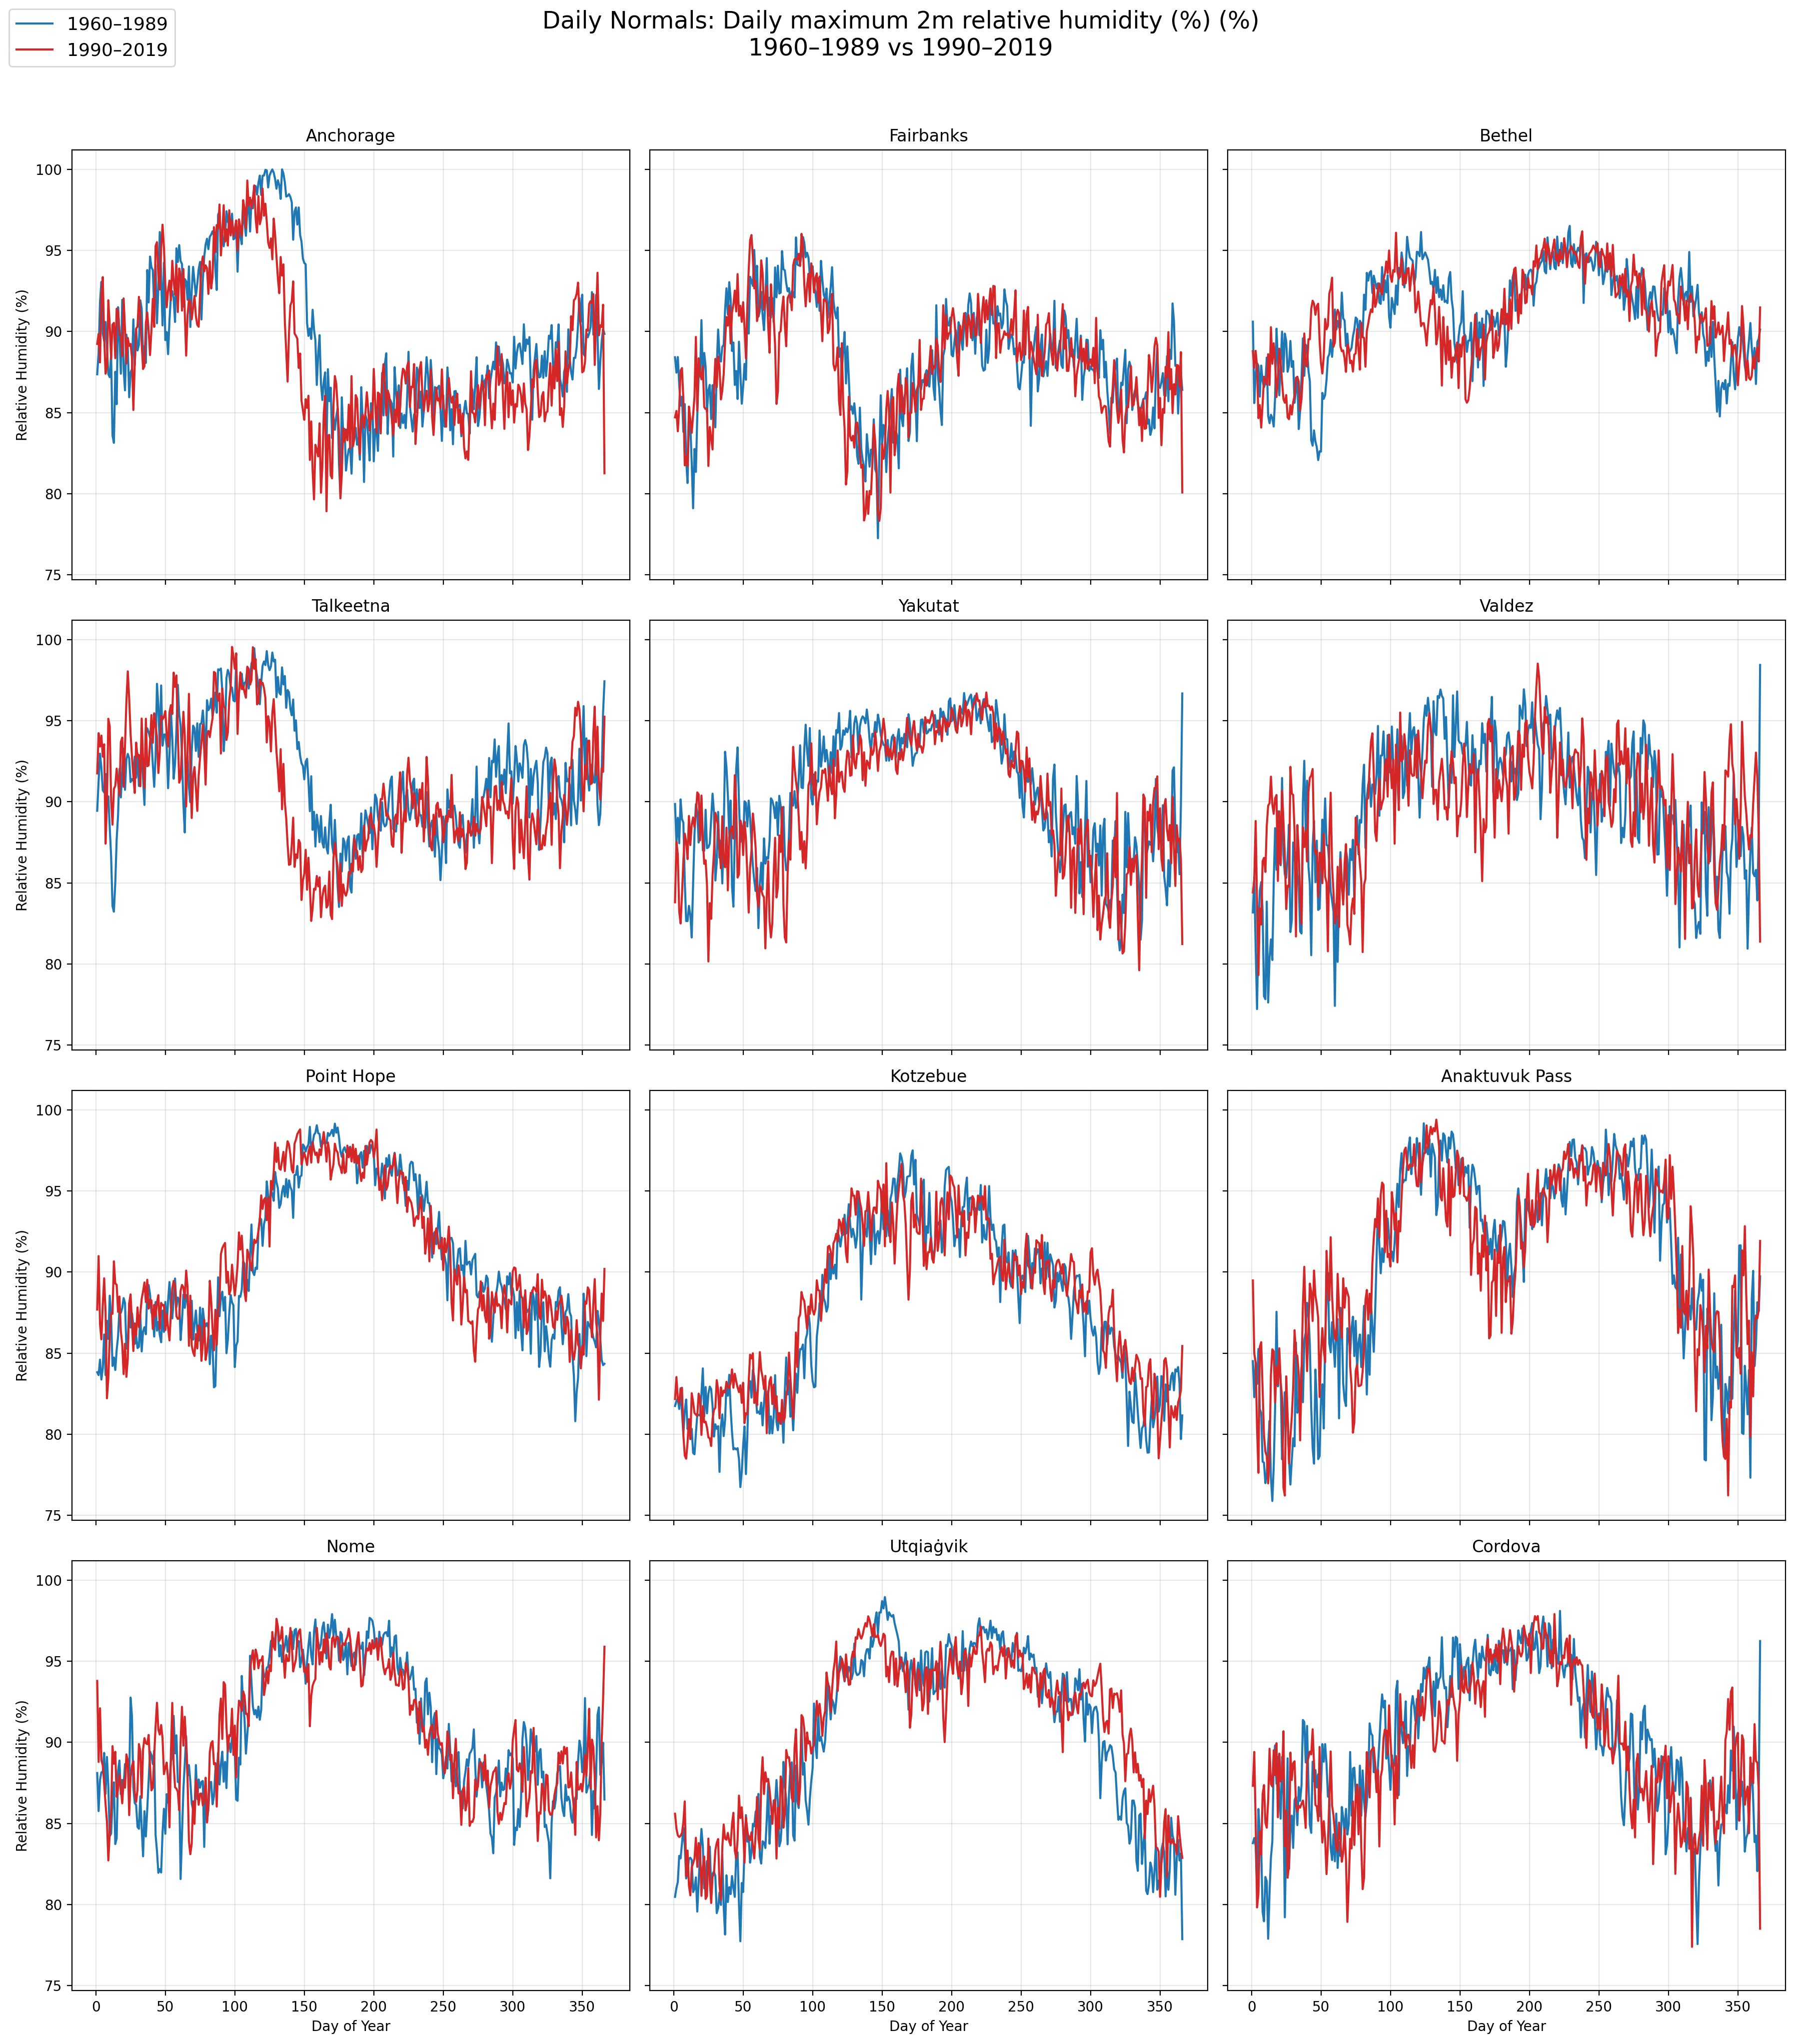 1960–1989
1990–2019
Daily Normals: Daily maximum 2m relative humidity (%) (%)
1960–1989 vs 1990–2019
Anchorage
Fairbanks
Bethel
Relative Humidity (%)
100
95
90
85
80
75
Talkeetna
Yakutat
Valdez
Relative Humidity (%)
100
95
90
85
80
75
Point Hope
Kotzebue
Anaktuvuk Pass
Relative Humidity (%)
100
95
90
85
80
75
Nome
Utqiaġvik
Cordova
Relative Humidity (%)
100
95
90
85
80
75
0 50 100 150 200 250 300 350
0 50 100 150 200 250 300 350
0 50 100 150 200 250 300 350
Day of Year
Day of Year
Day of Year